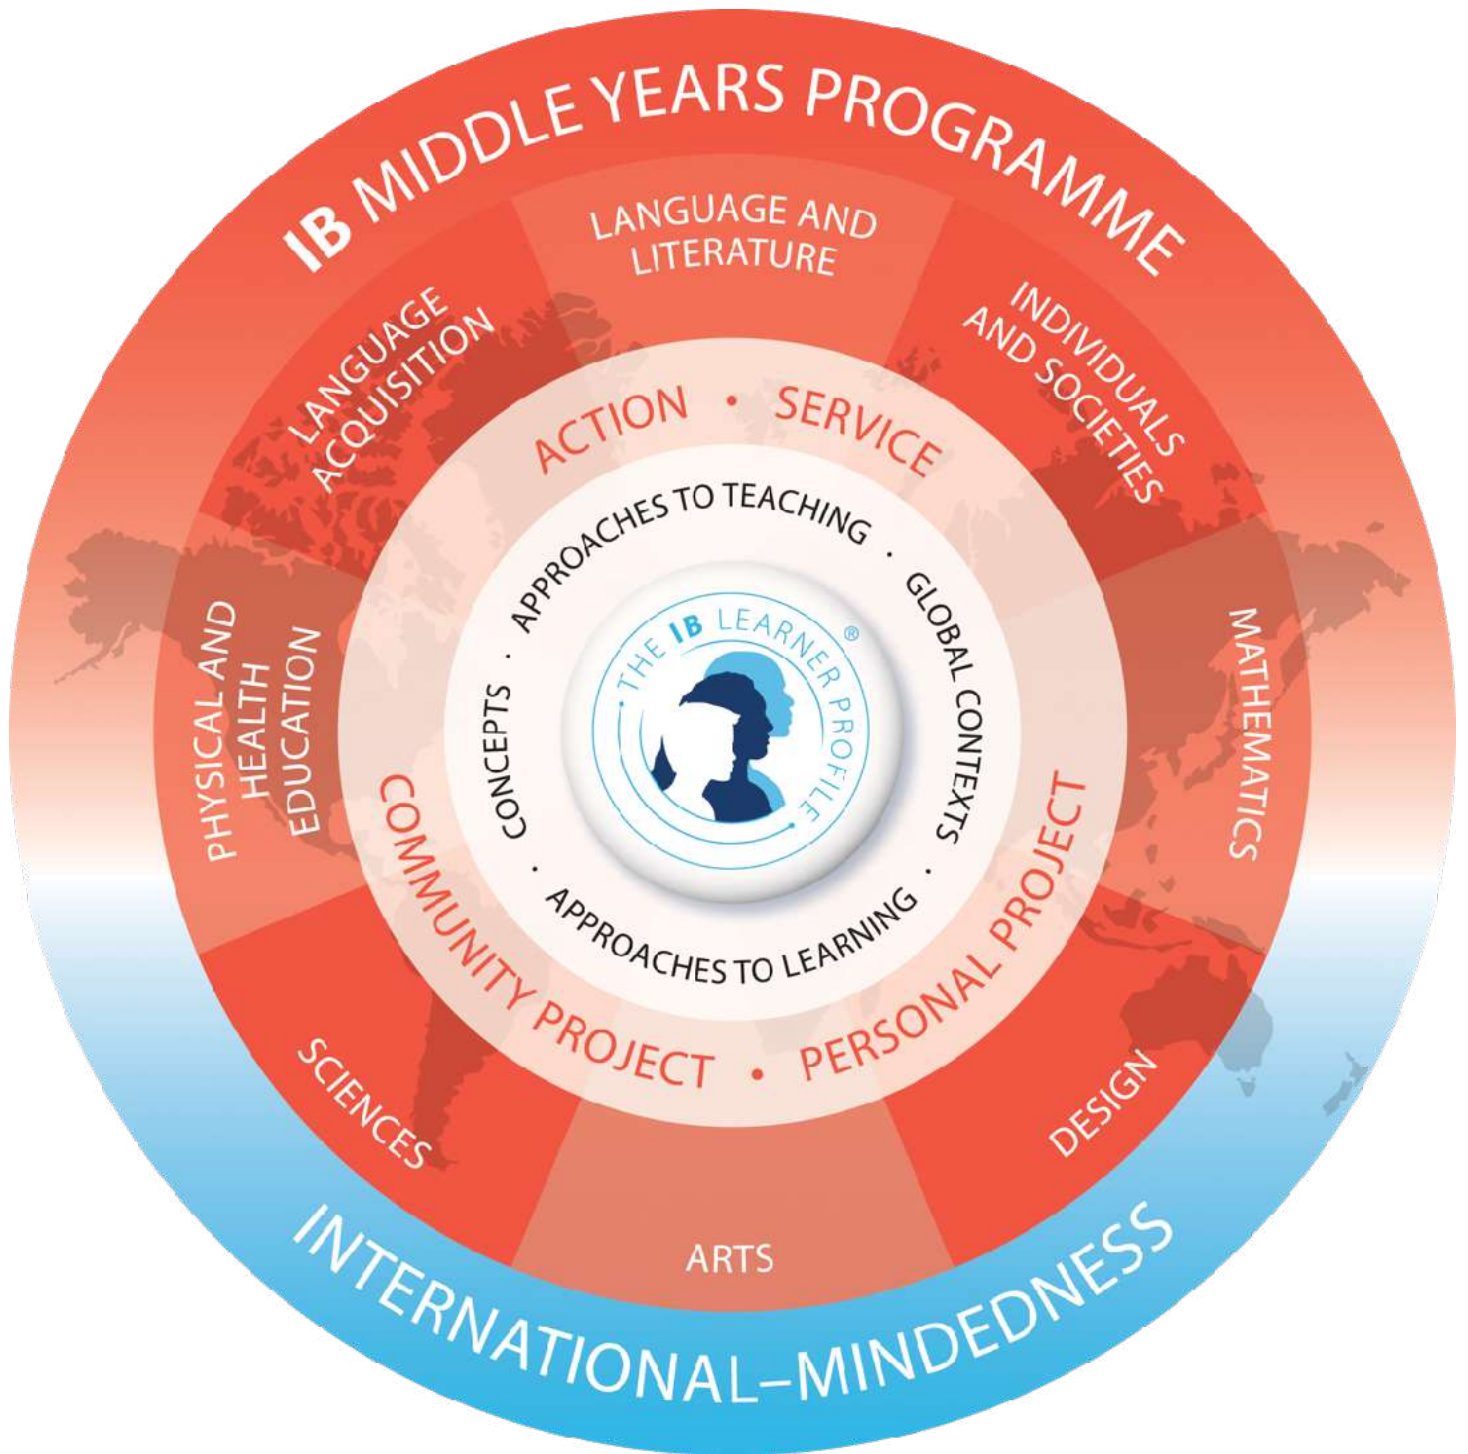 IB MIDDLE YEARS PROGRAMME
LANGUAGE AND
LITERATURE
INDIVIDUALS
AND SOCIETIES
MATHEMATICS
DESIGN
ARTS
SCIENCES
PHYSICAL AND
HEALTH
EDUCATION
LANGUAGE
ACQUISITION
ACTION • SERVICE
COMMUNITY PROJECT • PERSONAL PROJECT
APPROACHES TO TEACHING · GLOBAL CONTEXTS ·
APPROACHES TO LEARNING · CONCEPTS ·
THE IB LEARNER PROFILE ®
INTERNATIONAL–MINDEDNESS